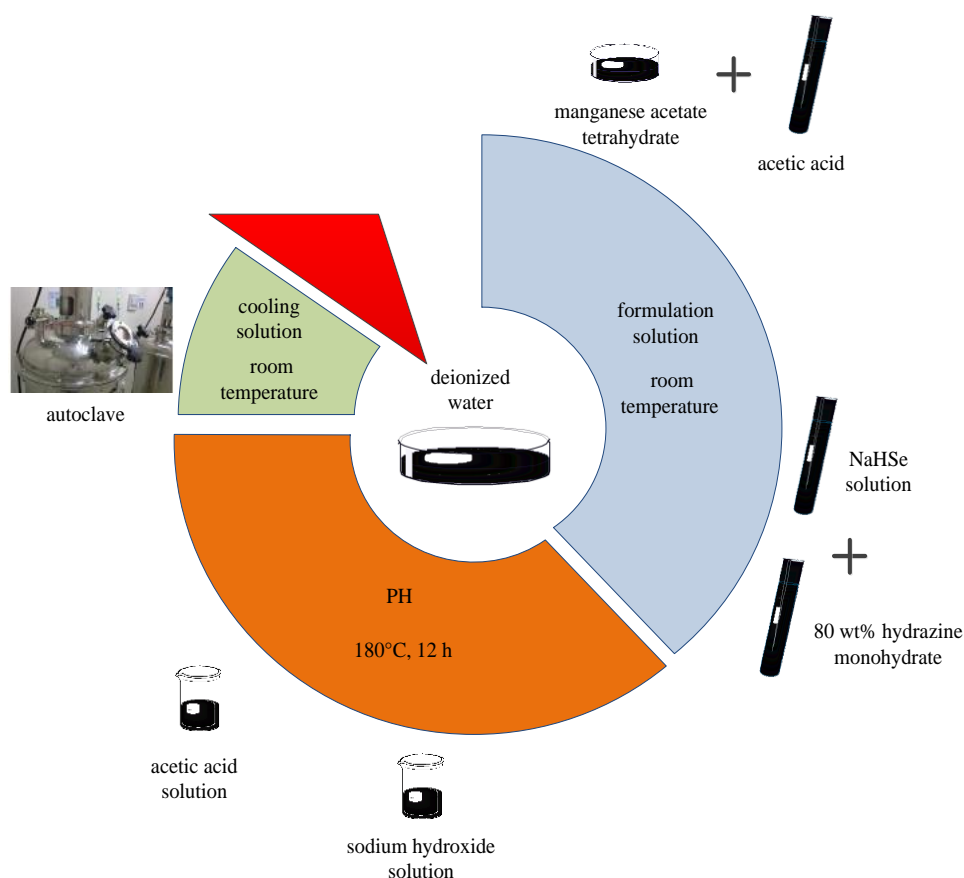 manganese acetate
tetrahydrate
acetic acid
formulation
solution
room
temperature
NaHSe
solution
80 wt% hydrazine
monohydrate
PH
180°C, 12 h
sodium hydroxide
solution
acetic acid
solution
cooling
solution
room
temperature
autoclave
deionized
water